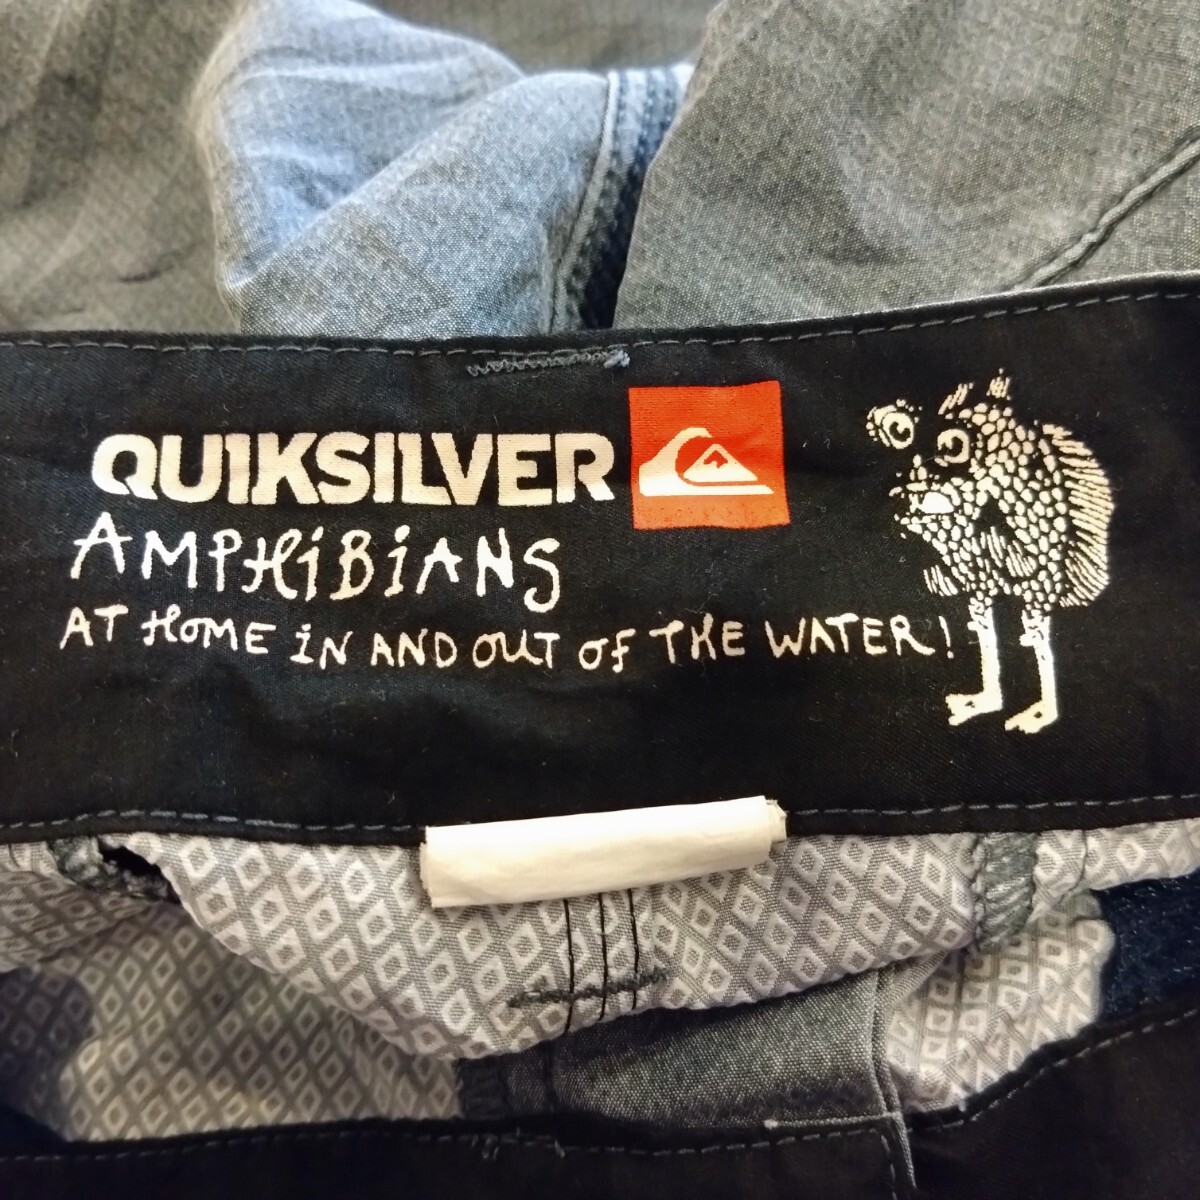 QUIKSILVER
AMPHiBiANS
AT HOME iN AND OUT OF THE WATER!